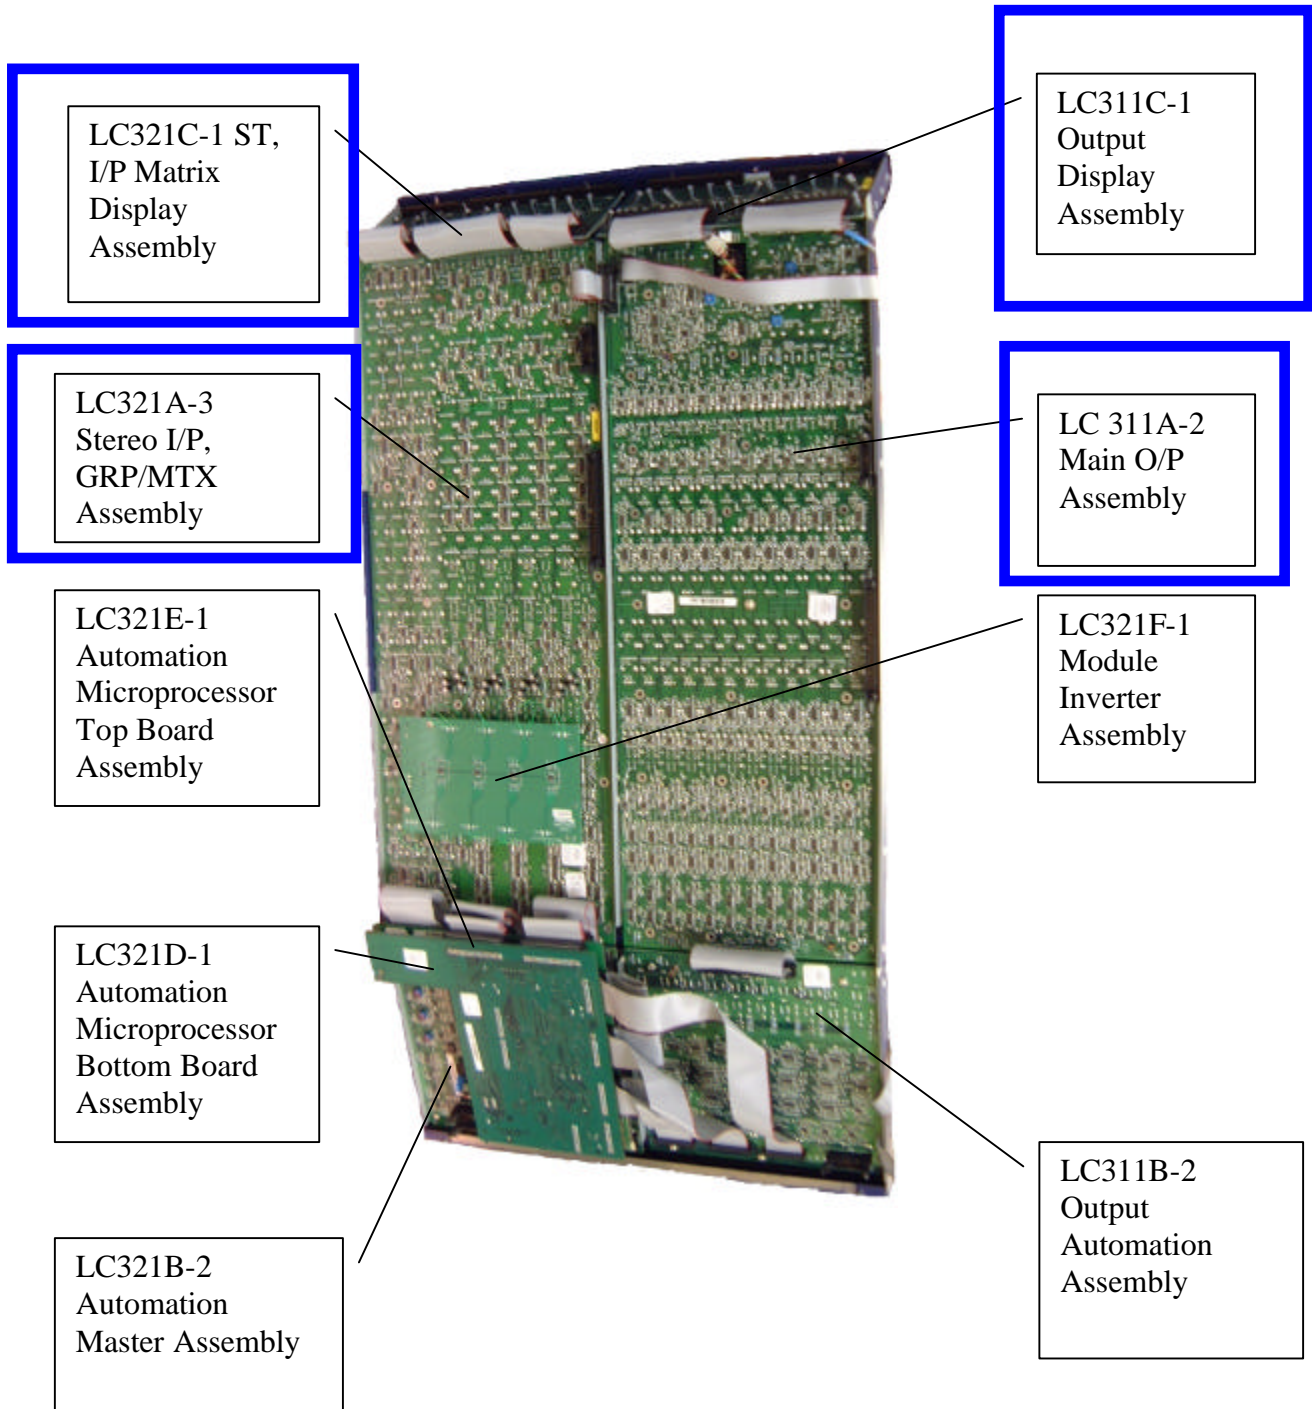 LC321C-1 ST,
I/P Matrix
Display
Assembly
LC311C-1
Output
Display
Assembly
LC321A-3
Stereo I/P,
GRP/MTX
Assembly
LC 311A-2
Main O/P
Assembly
LC321E-1
Automation
Microprocessor
Top Board
Assembly
LC321F-1
Module
Inverter
Assembly
LC321D-1
Automation
Microprocessor
Bottom Board
Assembly
LC311B-2
Output
Automation
Assembly
LC321B-2
Automation
Master Assembly